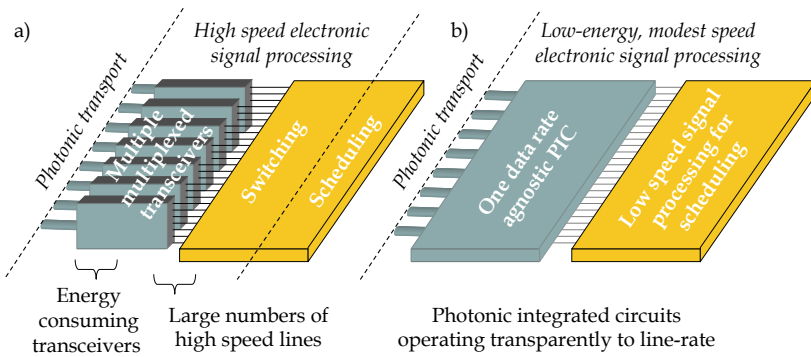 a)
High speed electronic
signal processing
Photonic transport
Multiple
multiplexed
transceivers
Switching
Scheduling
Energy
consuming
transceivers
Large numbers of
high speed lines
b)
Low-energy, modest speed
electronic signal processing
Photonic transport
One data rate
agnostic PIC
Low speed signal
processing for
scheduling
Photonic integrated circuits
operating transparently to line-rate